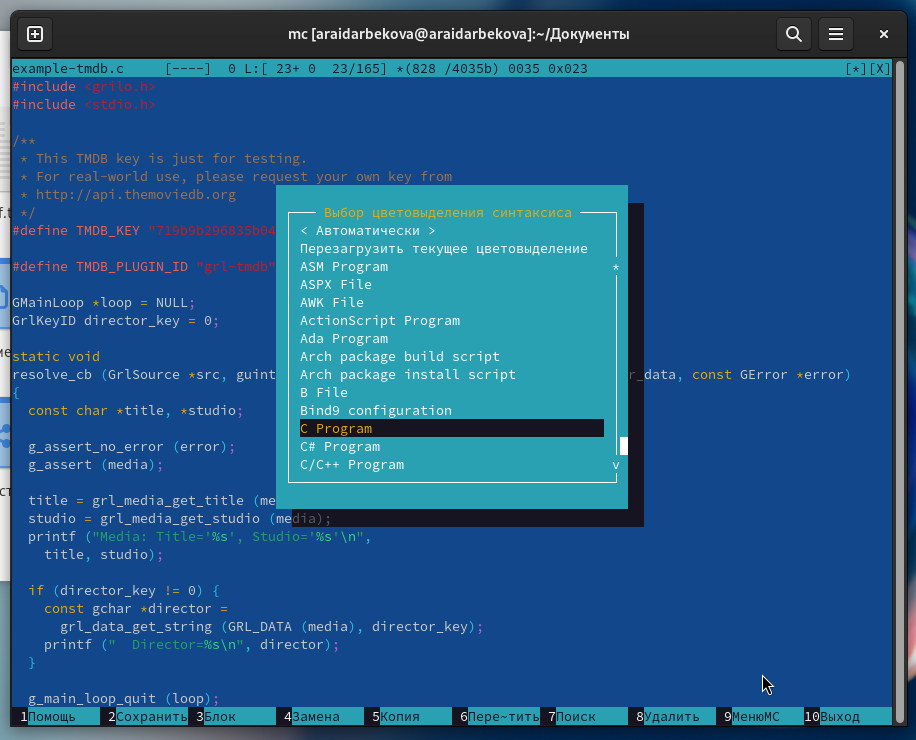 mc [araidarbekova@araidarbekova]:~/Документы
example-tmdb.c [----] 0 L:[ 23+ 0 23/165] *(828 /4035b) 0035 0x023 [*][X]
#include <grilo.h>
#include <stdio.h>
/**
* This TMDB key is just for testing.
* For real-world use, please request your own key from
* http://api.themoviedb.org
*/
#define TMDB_KEY "719b9b296835b04
#define TMDB_PLUGIN_ID "grl-tmdb"
GMainLoop *loop = NULL;
GrlKeyID director_key = 0;
static void
resolve_cb (GrlSource *src, guint r_data, const GError *error)
{
const char *title, *studio;
g_assert_no_error (error);
g_assert (media);
title = grl_media_get_title (me
studio = grl_media_get_studio (media);
printf ("Media: Title='%s', Studio='%s'\n",
title, studio);
if (director_key != 0) {
const gchar *director =
grl_data_get_string (GRL_DATA (media), director_key);
printf ("  Director=%s\n", director);
}
g_main_loop_quit (loop);
Выбор цветовыделения синтаксиса
< Автоматически >
Перезагрузить текущее цветовыделение
ASM Program
ASPX File
AWK File
ActionScript Program
Ada Program
Arch package build script
Arch package install script
B File
Bind9 configuration
C Program
C# Program
C/C++ Program
1Помощь 2Сохранить 3Блок 4Замена 5Копия 6Пере~тить 7Поиск 8Удалить 9МенюMC 10Выход